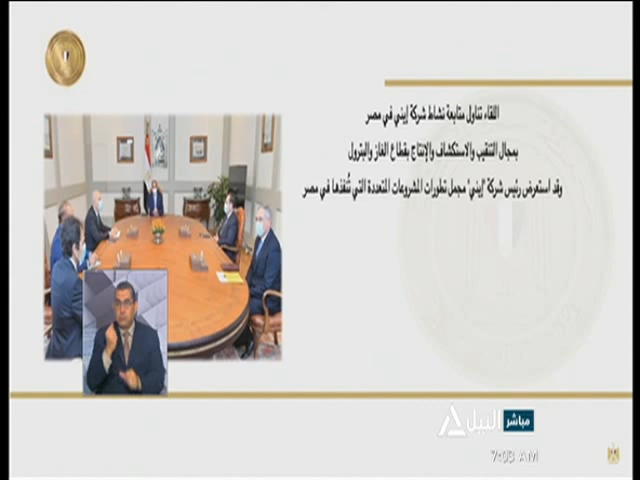 اللقاء تناول متابعة نشاط شركة إيني في مصر
بمجال التنقيب والاستكشاف والإنتاج بقطاع الغاز والبترول
وقد استعرض رئيس شركة "إيني" مجمل تطورات المشروعات المتعددة التي تُنفذها في مصر
مباشر النيل
7:03 AM